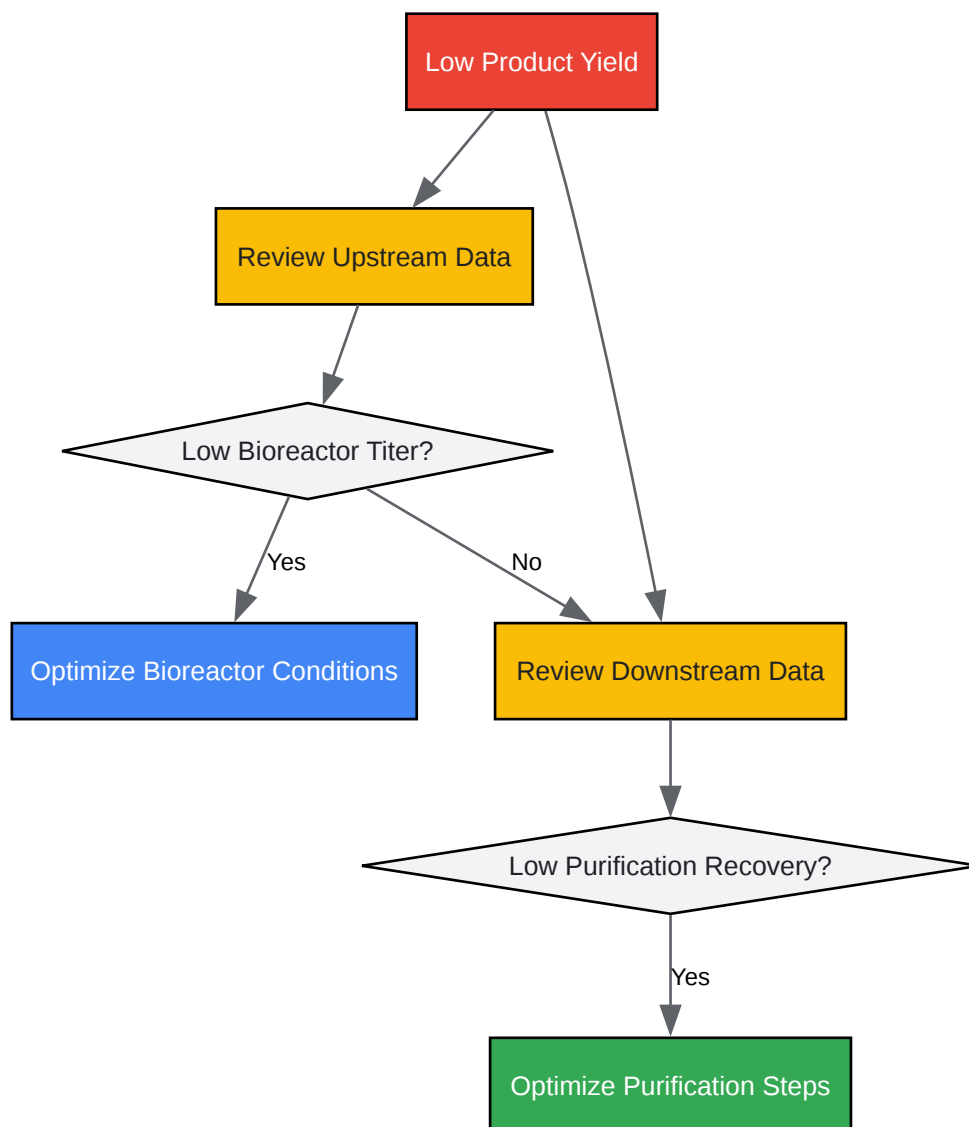 Low Product Yield
Review Upstream Data
Low Bioreactor Titer?
Yes
No
Optimize Bioreactor Conditions
Review Downstream Data
Low Purification Recovery?
Yes
Optimize Purification Steps